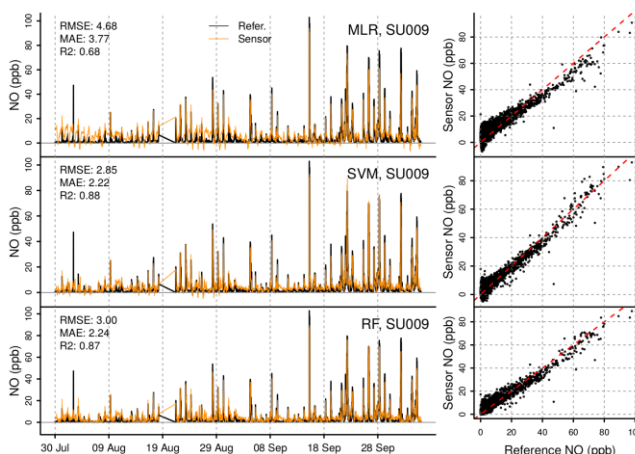 RMSE: 4.68
MAE: 3.77
R2: 0.68
Refer.
Sensor
MLR, SU009
NO (ppb)
0 20 40 60 80 100
Sensor NO (ppb)
0 20 40 60 80
RMSE: 2.85
MAE: 2.22
R2: 0.88
SVM, SU009
NO (ppb)
0 20 40 60 80 100
Sensor NO (ppb)
0 20 40 60 80
RMSE: 3.00
MAE: 2.24
R2: 0.87
RF, SU009
NO (ppb)
0 20 40 60 80 100
Sensor NO (ppb)
0 20 40 60 80
30 Jul 09 Aug 19 Aug 29 Aug 08 Sep 18 Sep 28 Sep
0 20 40 60 80
Reference NO (ppb)